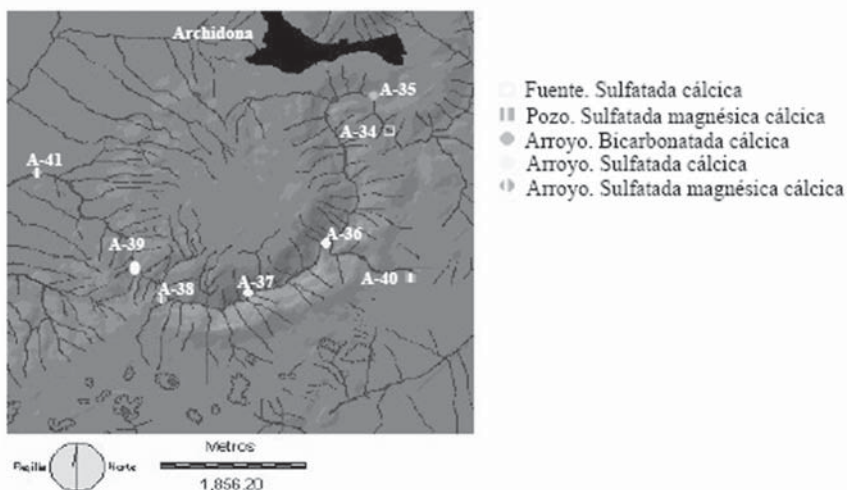 Archidona
A-35
A-34
A-41
A-36
A-39
A-40
A-37
A-38
Fuente. Sulfatada cálcica
Pozo. Sulfatada magnésica cálcica
Arroyo. Bicarbonatada cálcica
Arroyo. Sulfatada cálcica
Arroyo. Sulfatada magnésica cálcica
Metros
Norte
1,856.20